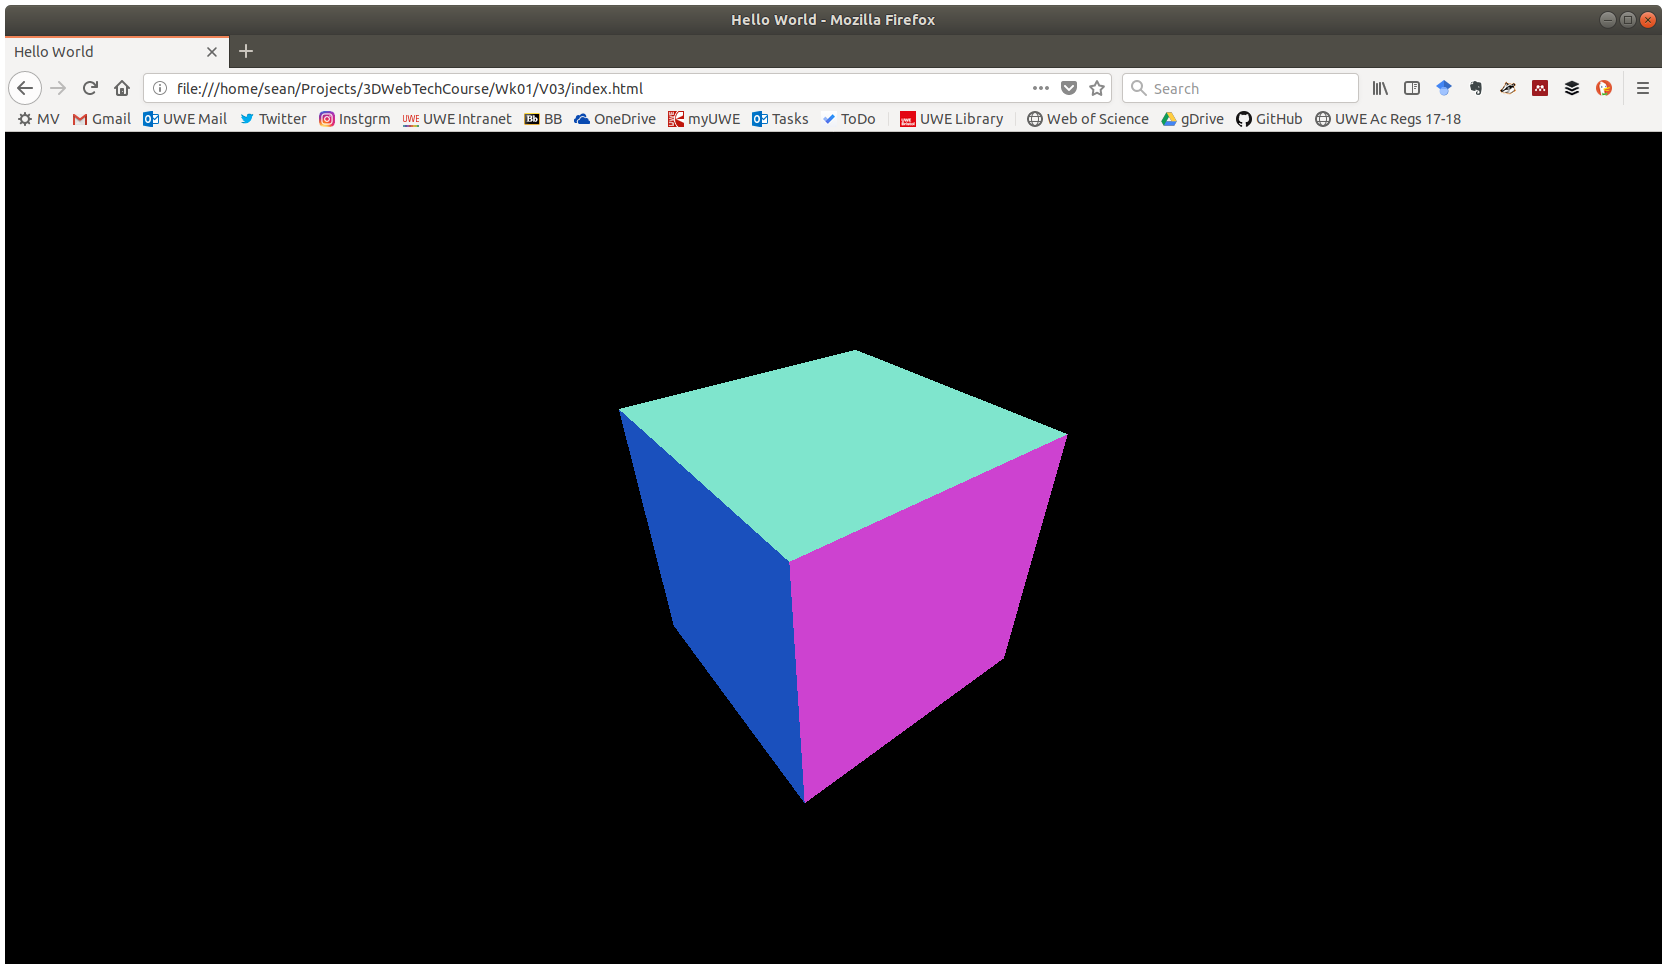 Hello World - Mozilla Firefox
Hello World
file:///home/sean/Projects/3DWebTechCourse/Wk01/V03/index.html
Search
MV Gmail UWE Mail Twitter Instgrm UWE UWE Intranet Bb BB OneDrive myUWE Tasks ToDo UWE Library Web of Science gDrive GitHub UWE Ac Regs 17-18